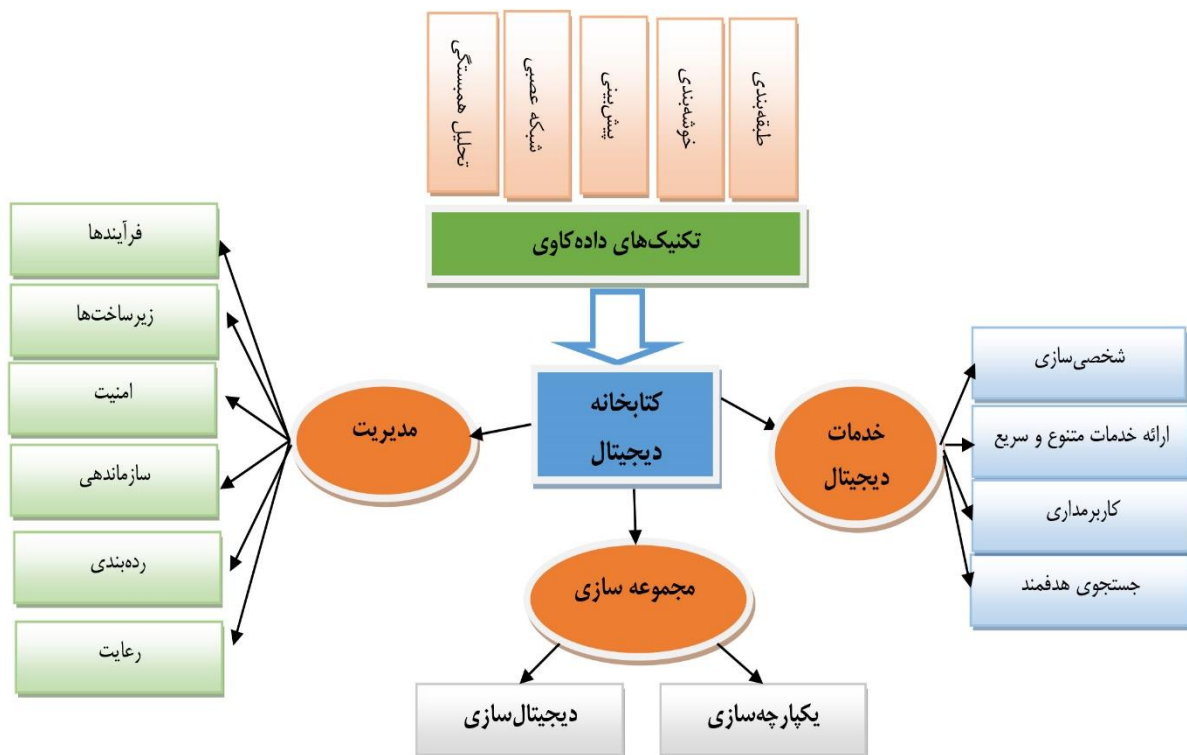 طبقه‌بندی
خوشه‌بندی
پیش‌بینی
شبکه عصبی
تحلیل همبستگی
تکنیک‌های داده‌کاوی
کتابخانه
دیجیتال
خدمات
دیجیتال
شخصی‌سازی
ارائه خدمات متنوع و سریع
کاربرمداری
جستجوی هدفمند
مجموعه سازی
یکپارچه‌سازی
دیجیتال‌سازی
مدیریت
فرآیندها
زیرساخت‌ها
امنیت
سازماندهی
رده‌بندی
رعایت